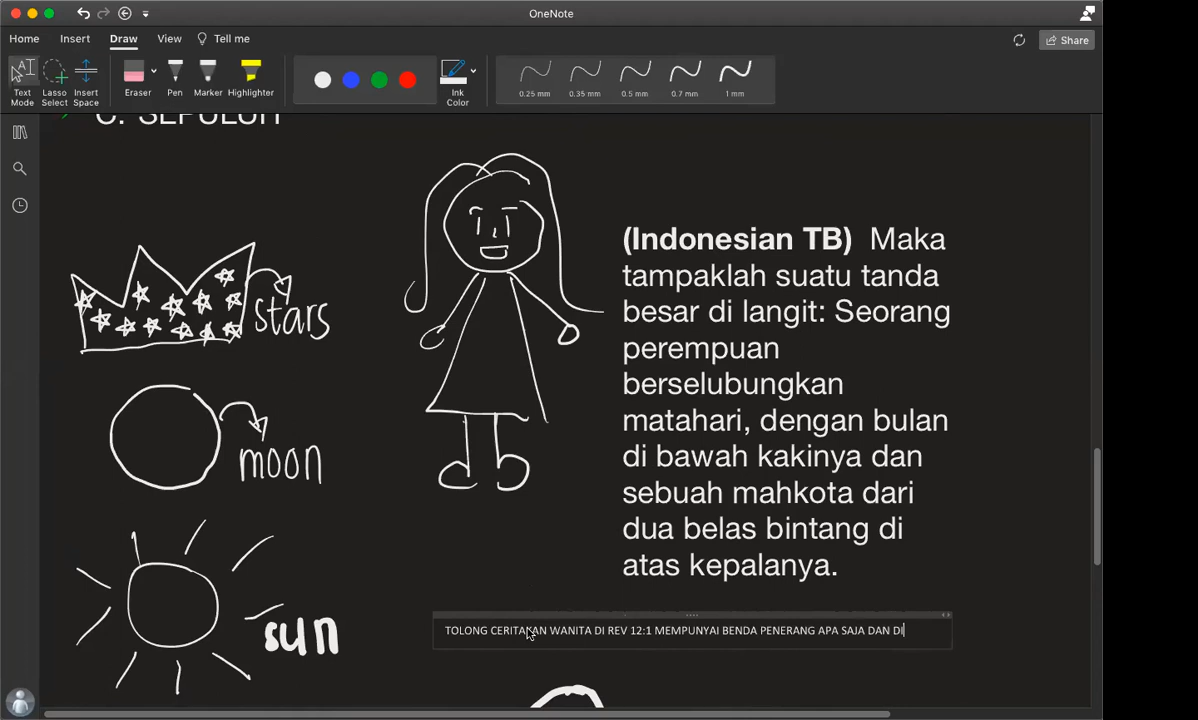 OneNote
Home Insert Draw View Tell me
Share
Text Mode
Lasso Select
Insert Space
Eraser
Pen
Marker
Highlighter
Ink Color
0.25 mm
0.35 mm
0.5 mm
0.7 mm
1 mm
C. SEPULUH
stars
moon
sun
(Indonesian TB) Maka
tampaklah suatu tanda
besar di langit: Seorang
perempuan
berselubungkan
matahari, dengan bulan
di bawah kakinya dan
sebuah mahkota dari
dua belas bintang di
atas kepalanya.
TOLONG CERITAKAN WANITA DI REV 12:1 MEMPUNYAI BENDA PENERANG APA SAJA DAN DI